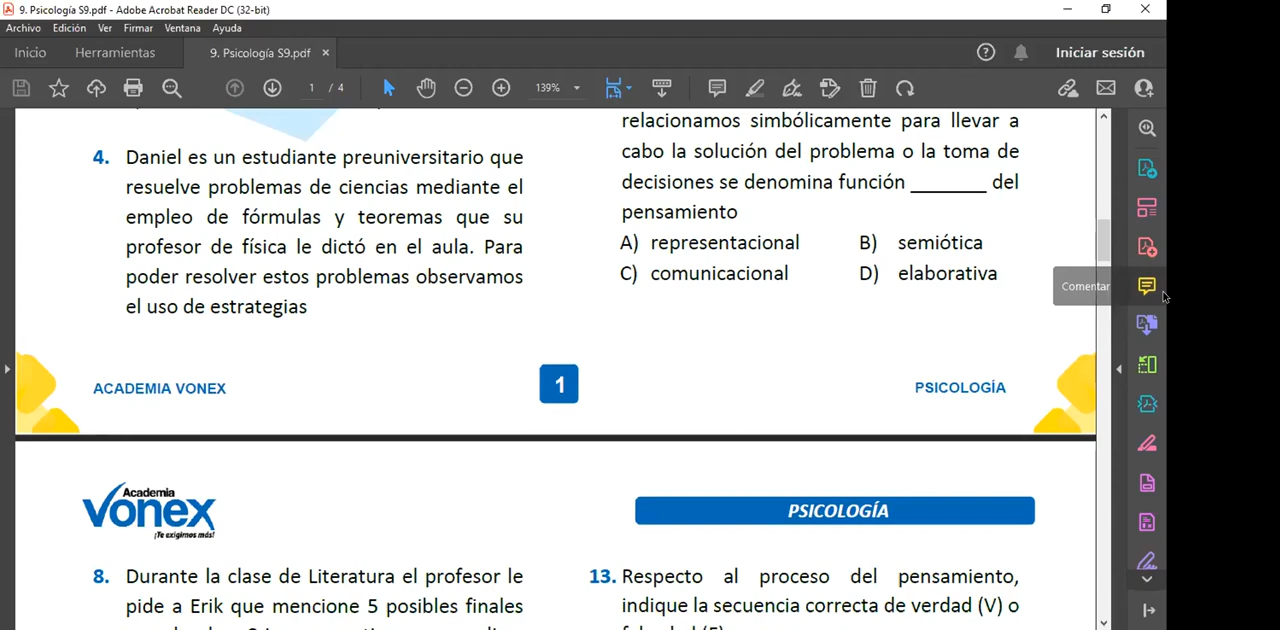 9. Psicología S9.pdf - Adobe Acrobat Reader DC (32-bit)
Archivo Edición Ver Firmar Ventana Ayuda
Inicio Herramientas 9. Psicología S9.pdf × Iniciar sesión
1 / 4 139%
4. Daniel es un estudiante preuniversitario que
resuelve problemas de ciencias mediante el
empleo de fórmulas y teoremas que su
profesor de física le dictó en el aula. Para
poder resolver estos problemas observamos
el uso de estrategias
relacionamos simbólicamente para llevar a
cabo la solución del problema o la toma de
decisiones se denomina función _______ del
pensamiento
A) representacional B) semiótica
C) comunicacional D) elaborativa
Comentar
ACADEMIA VONEX 1 PSICOLOGÍA
Academia
Vonex
¡Te exigimos más!
PSICOLOGÍA
8. Durante la clase de Literatura el profesor le
pide a Erik que mencione 5 posibles finales
13. Respecto al proceso del pensamiento,
indique la secuencia correcta de verdad (V) o